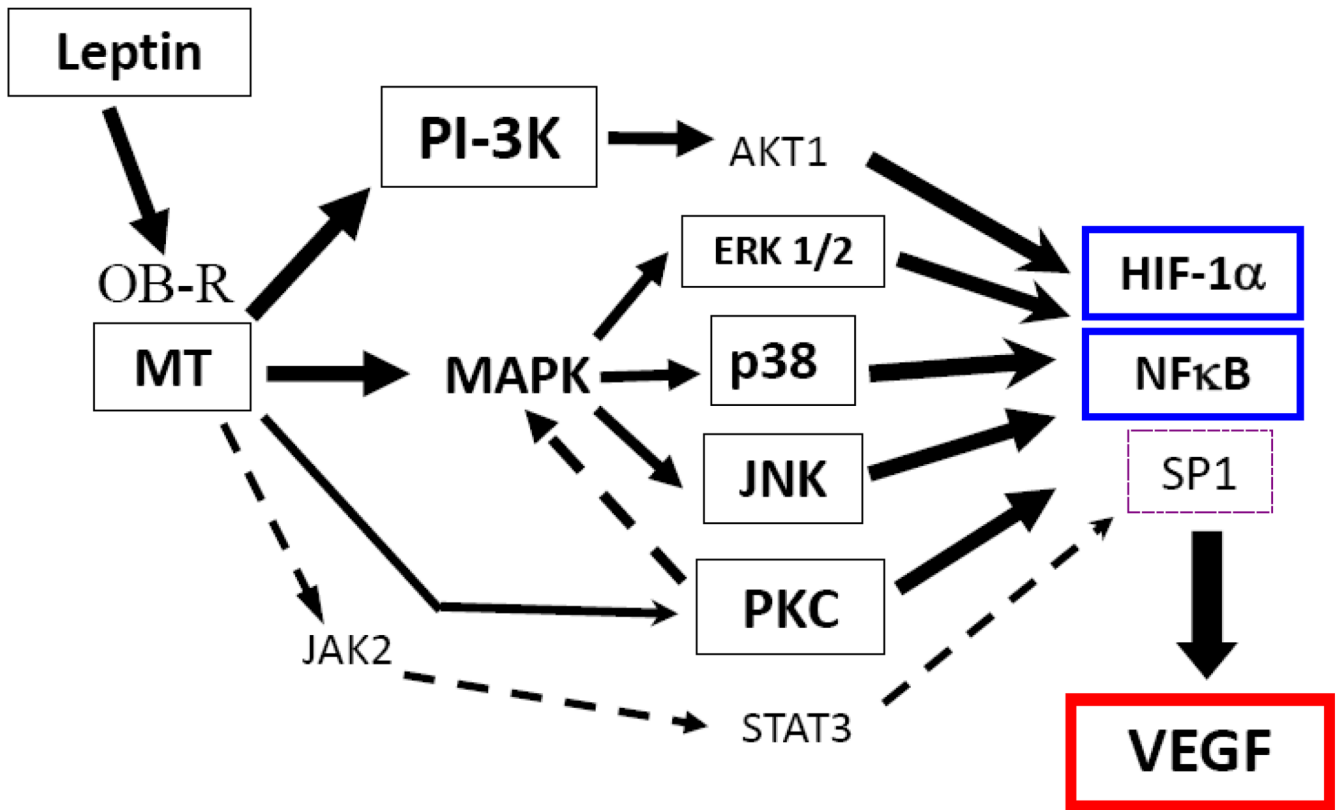 Leptin
PI-3K
AKT1
OB-R
ERK 1/2
HIF-1α
MT
MAPK
p38
NFκB
JNK
SP1
PKC
JAK2
STAT3
VEGF